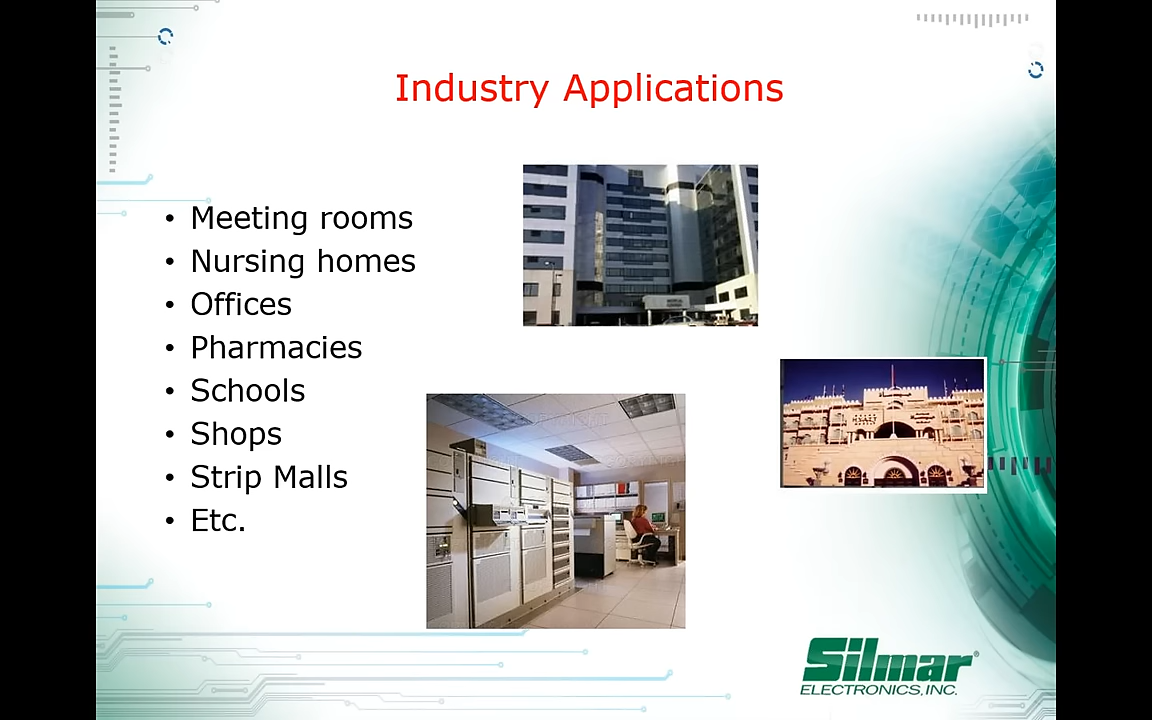 Industry Applications
• Meeting rooms
• Nursing homes
• Offices
• Pharmacies
• Schools
• Shops
• Strip Malls
• Etc.
Silmar®
ELECTRONICS, INC.